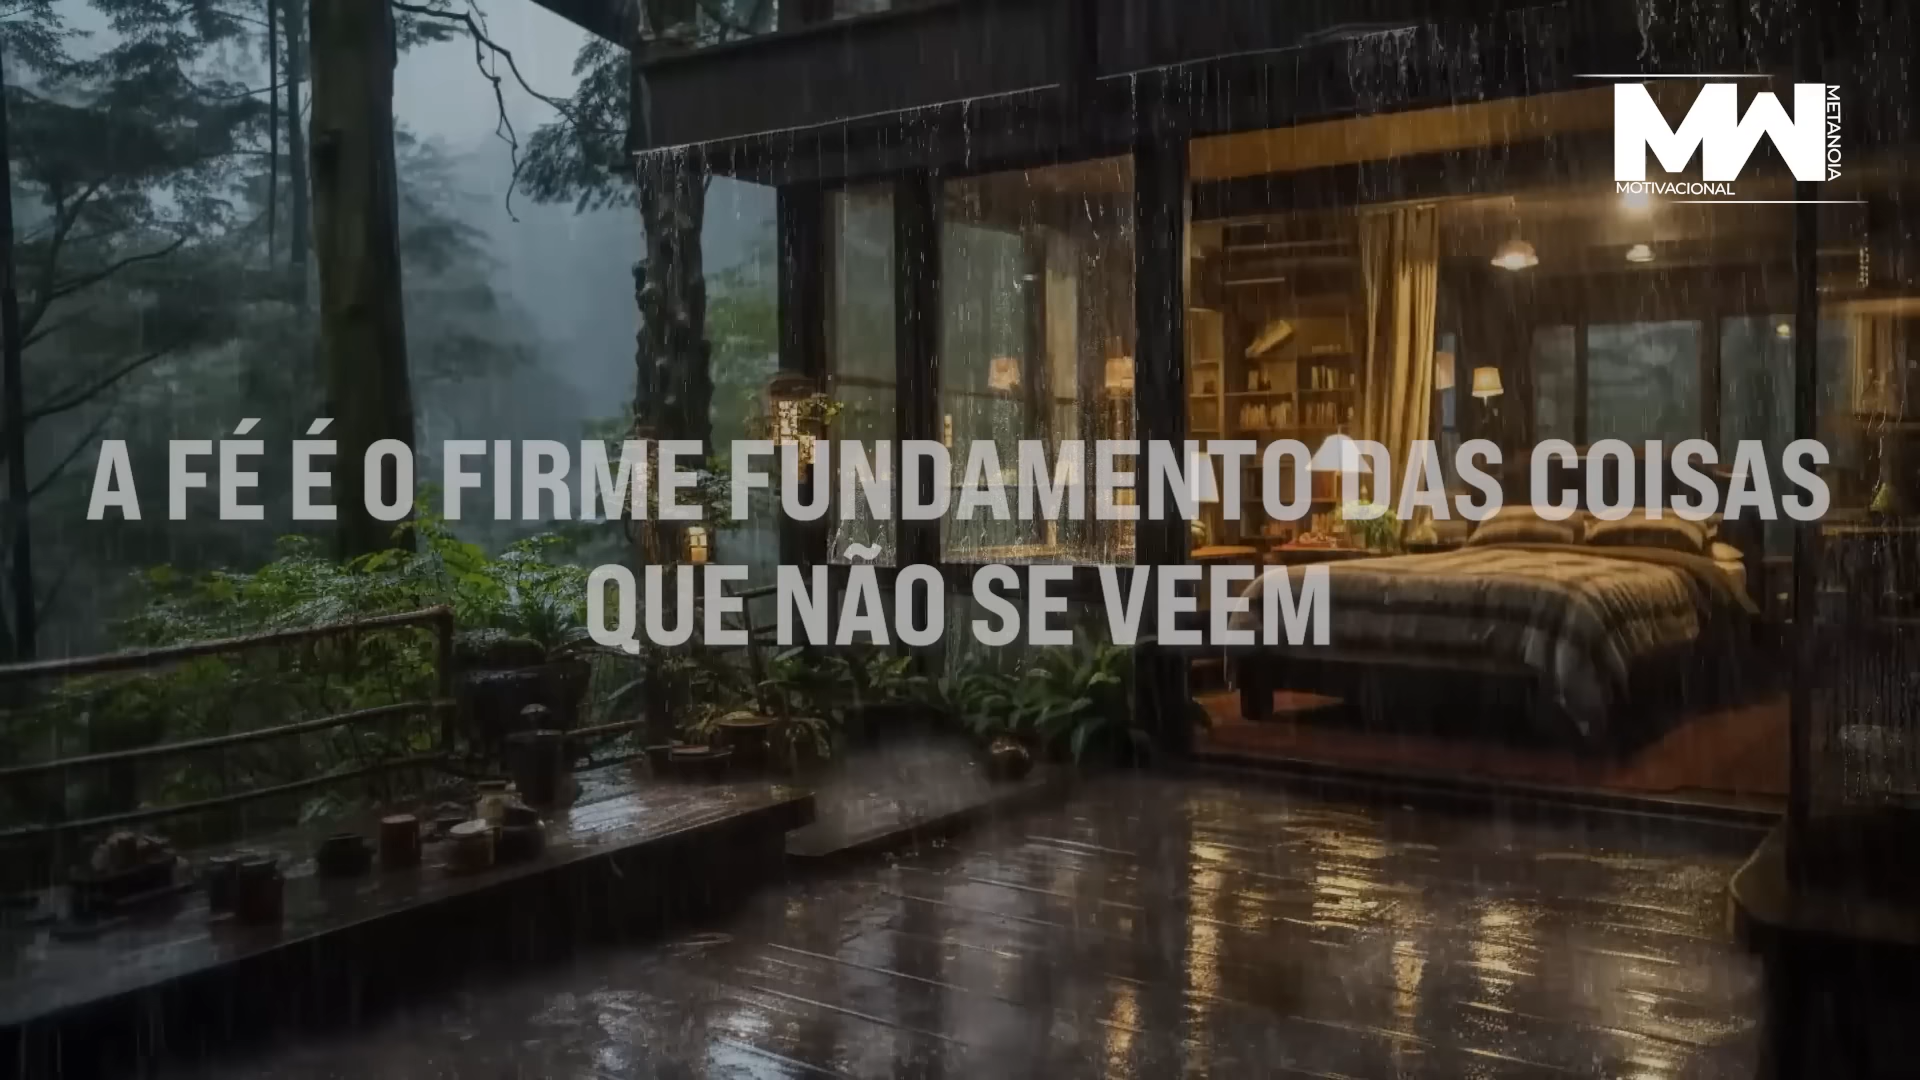 MW
METANOIA
MOTIVACIONAL
A FÉ É O FIRME FUNDAMENTO DAS COISAS
QUE NÃO SE VEEM